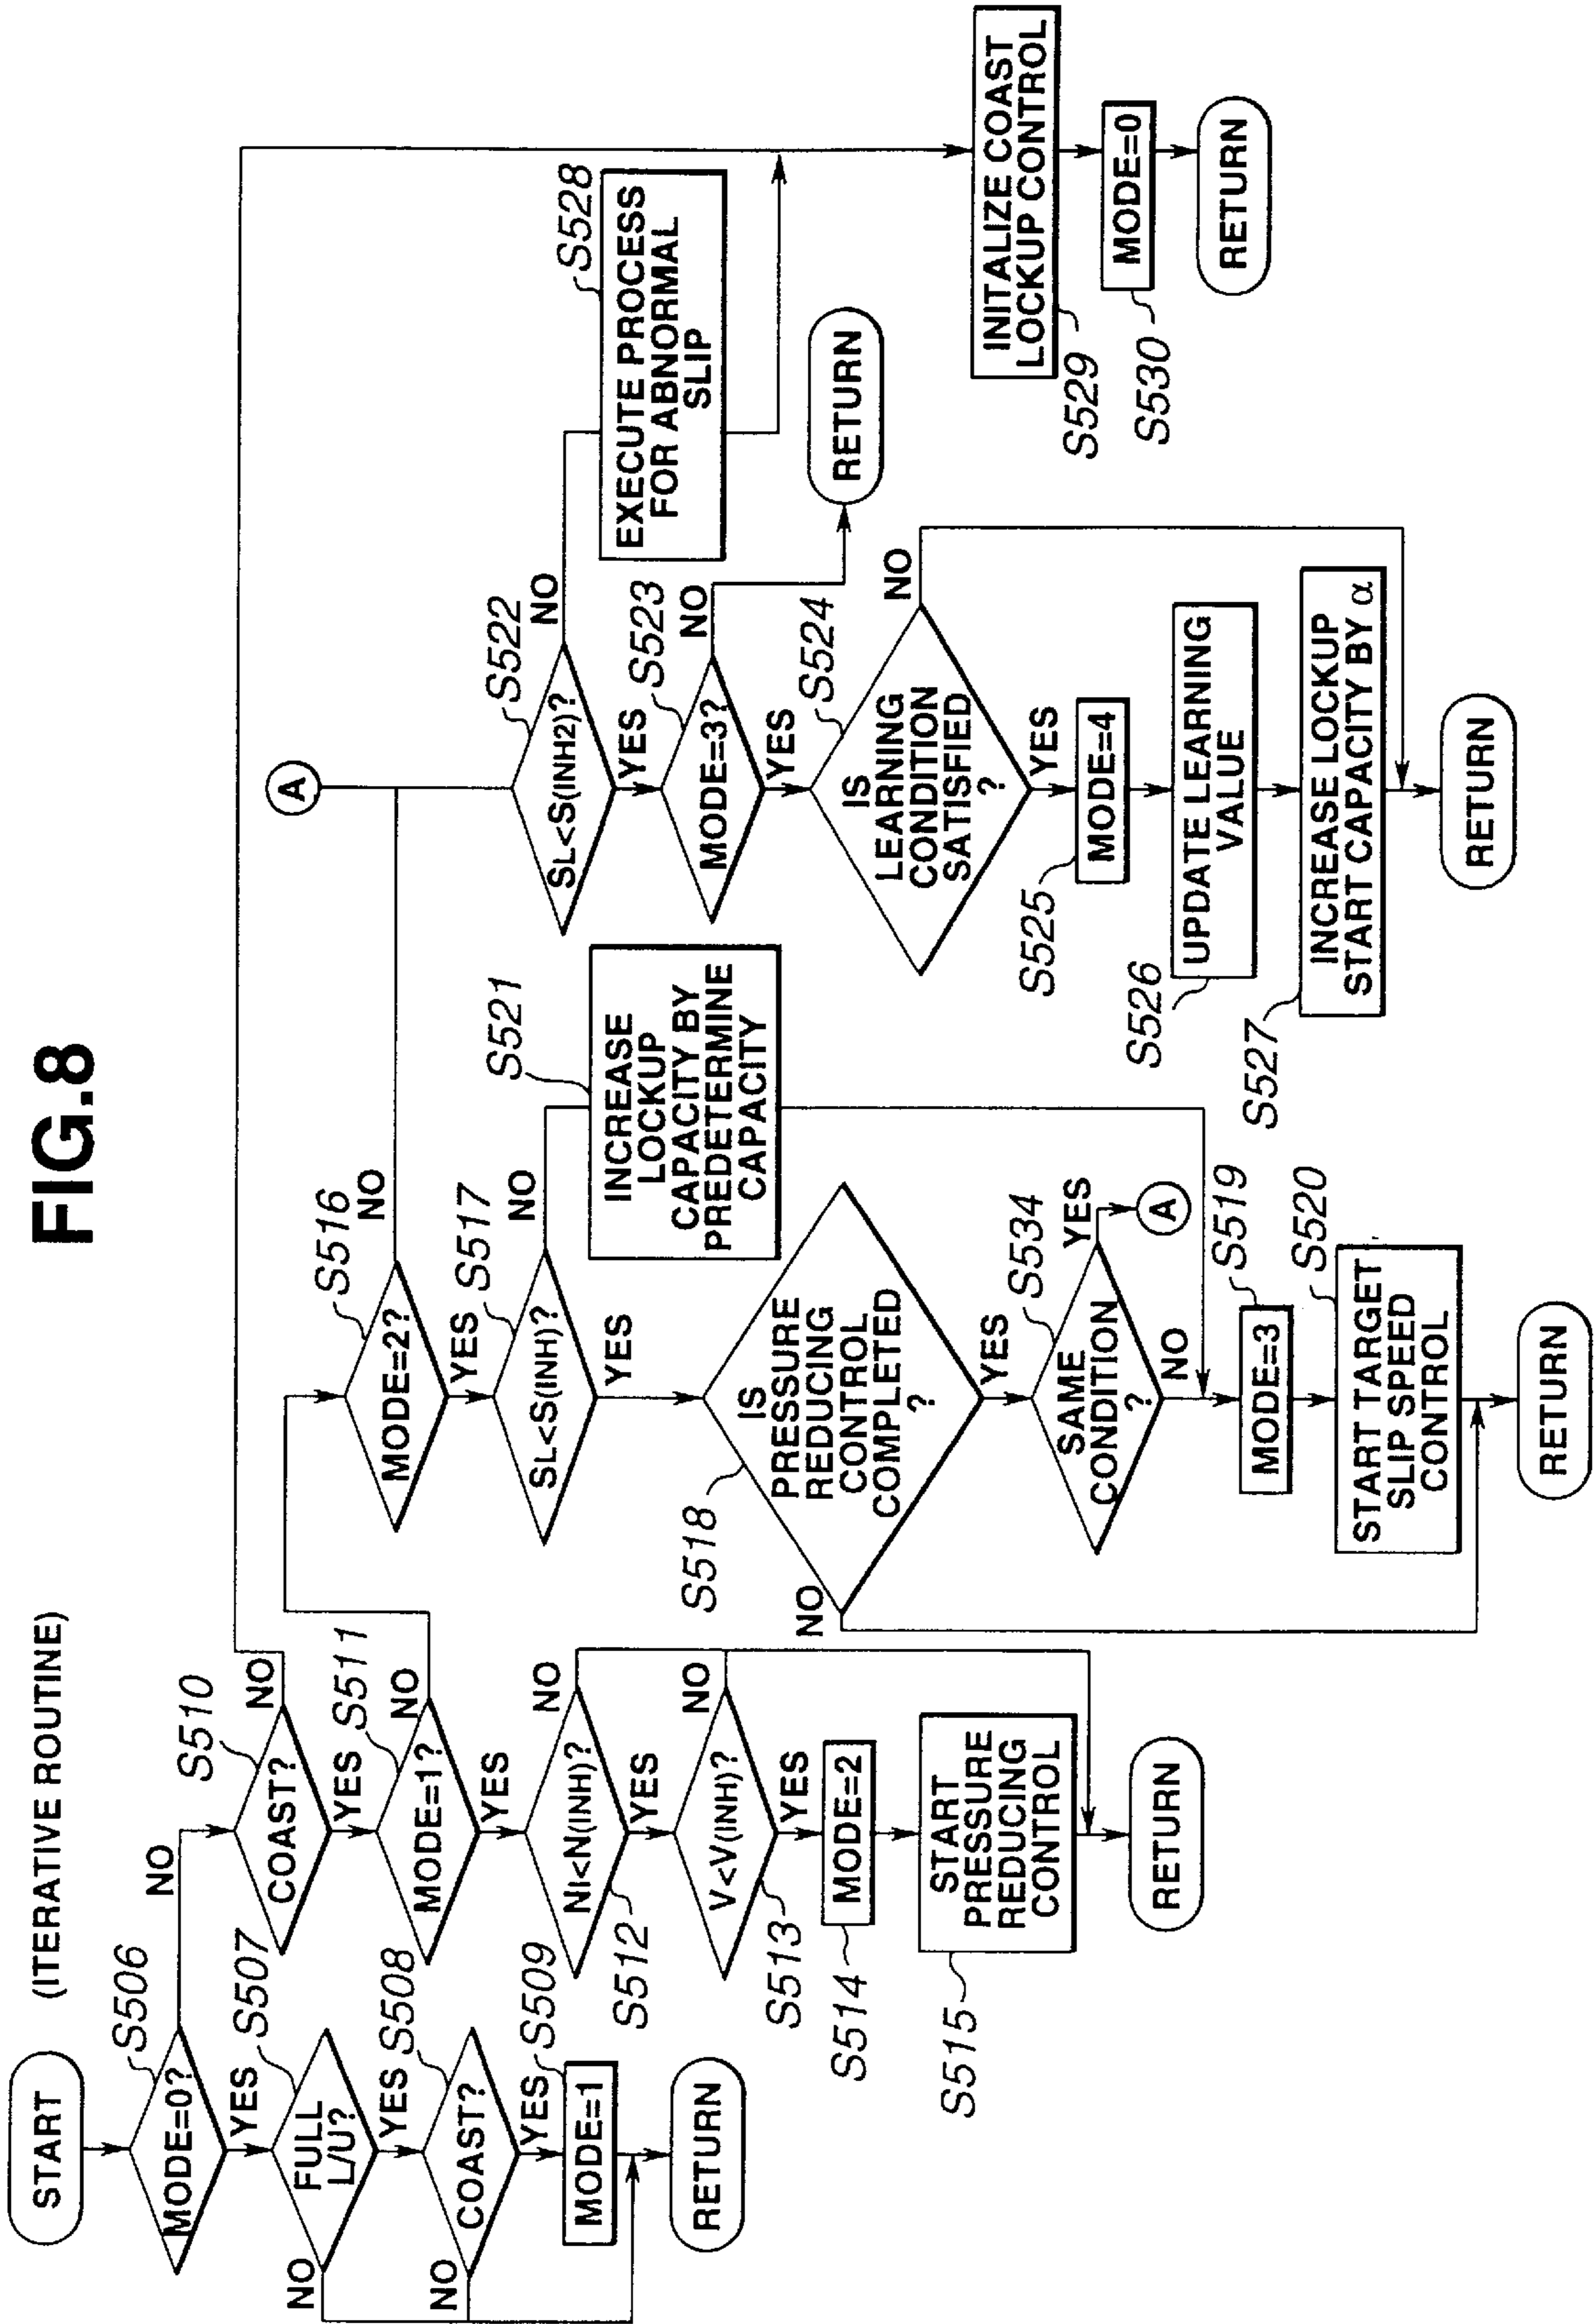 FIG.8
(ITERATIVE ROUTINE)
START
S506
MODE=0?
NO
YES
S507
FULL
L/U?
NO
YES
S508
COAST?
NO
YES
S509
MODE=1
RETURN
S510
COAST?
NO
YES
S511
MODE=1?
NO
YES
NI<N(INH)?
NO
S512
YES
V<V(INH)?
NO
S513
YES
MODE=2
S514
START
PRESSURE
REDUCING
CONTROL
S515
RETURN
S516
MODE=2?
NO
YES
S517
SL<S(INH)?
NO
YES
S521
INCREASE
LOCKUP
CAPACITY BY
PREDETERMINE
CAPACITY
IS
PRESSURE
REDUCING
CONTROL
COMPLETED
?
S518
NO
YES
S534
SAME
CONDITION
?
YES
A
NO
S519
MODE=3
S520
START TARGET
SLIP SPEED
CONTROL
RETURN
A
S522
SL<S(INH2)?
NO
YES
S528
EXECUTE PROCESS
FOR ABNORMAL
SLIP
S523
MODE=3?
NO
RETURN
YES
S524
IS
LEARNING
CONDITION
SATISFIED
?
NO
YES
S525
MODE=4
S526
UPDATE LEARNING
VALUE
S527
INCREASE LOCKUP
START CAPACITY BY α
RETURN
INITALIZE COAST
LOCKUP CONTROL
S529
MODE=0
S530
RETURN